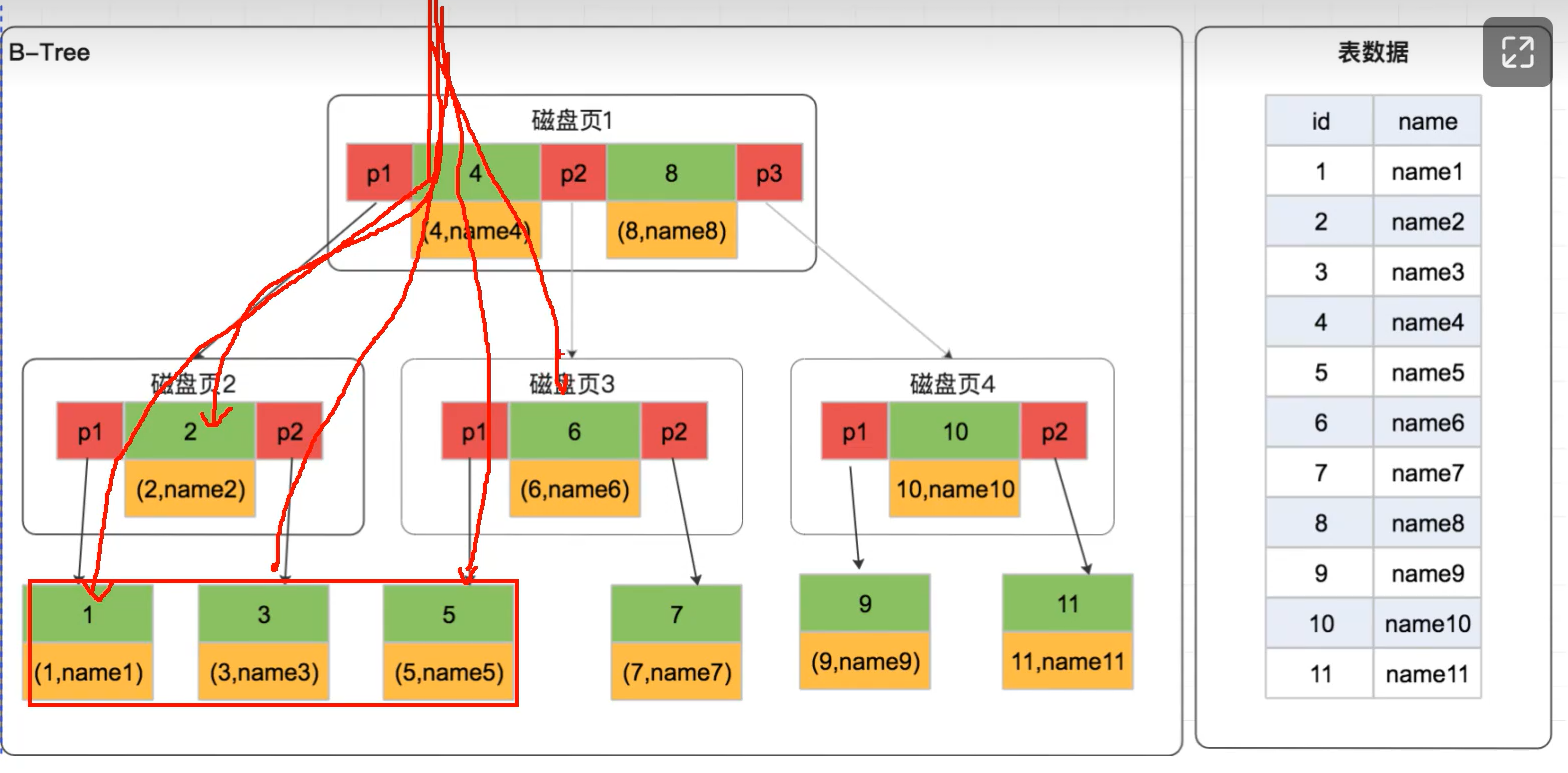 B-Tree
磁盘页1
p1 4 p2 8 p3
(4,name4) (8,name8)
磁盘页2
p1 2 p2
(2,name2)
磁盘页3
p1 6 p2
(6,name6)
磁盘页4
p1 10 p2
10,name10
1
(1,name1)
3
(3,name3)
5
(5,name5)
7
(7,name7)
9
(9,name9)
11
11,name11
表数据
id name
1 name1
2 name2
3 name3
4 name4
5 name5
6 name6
7 name7
8 name8
9 name9
10 name10
11 name11